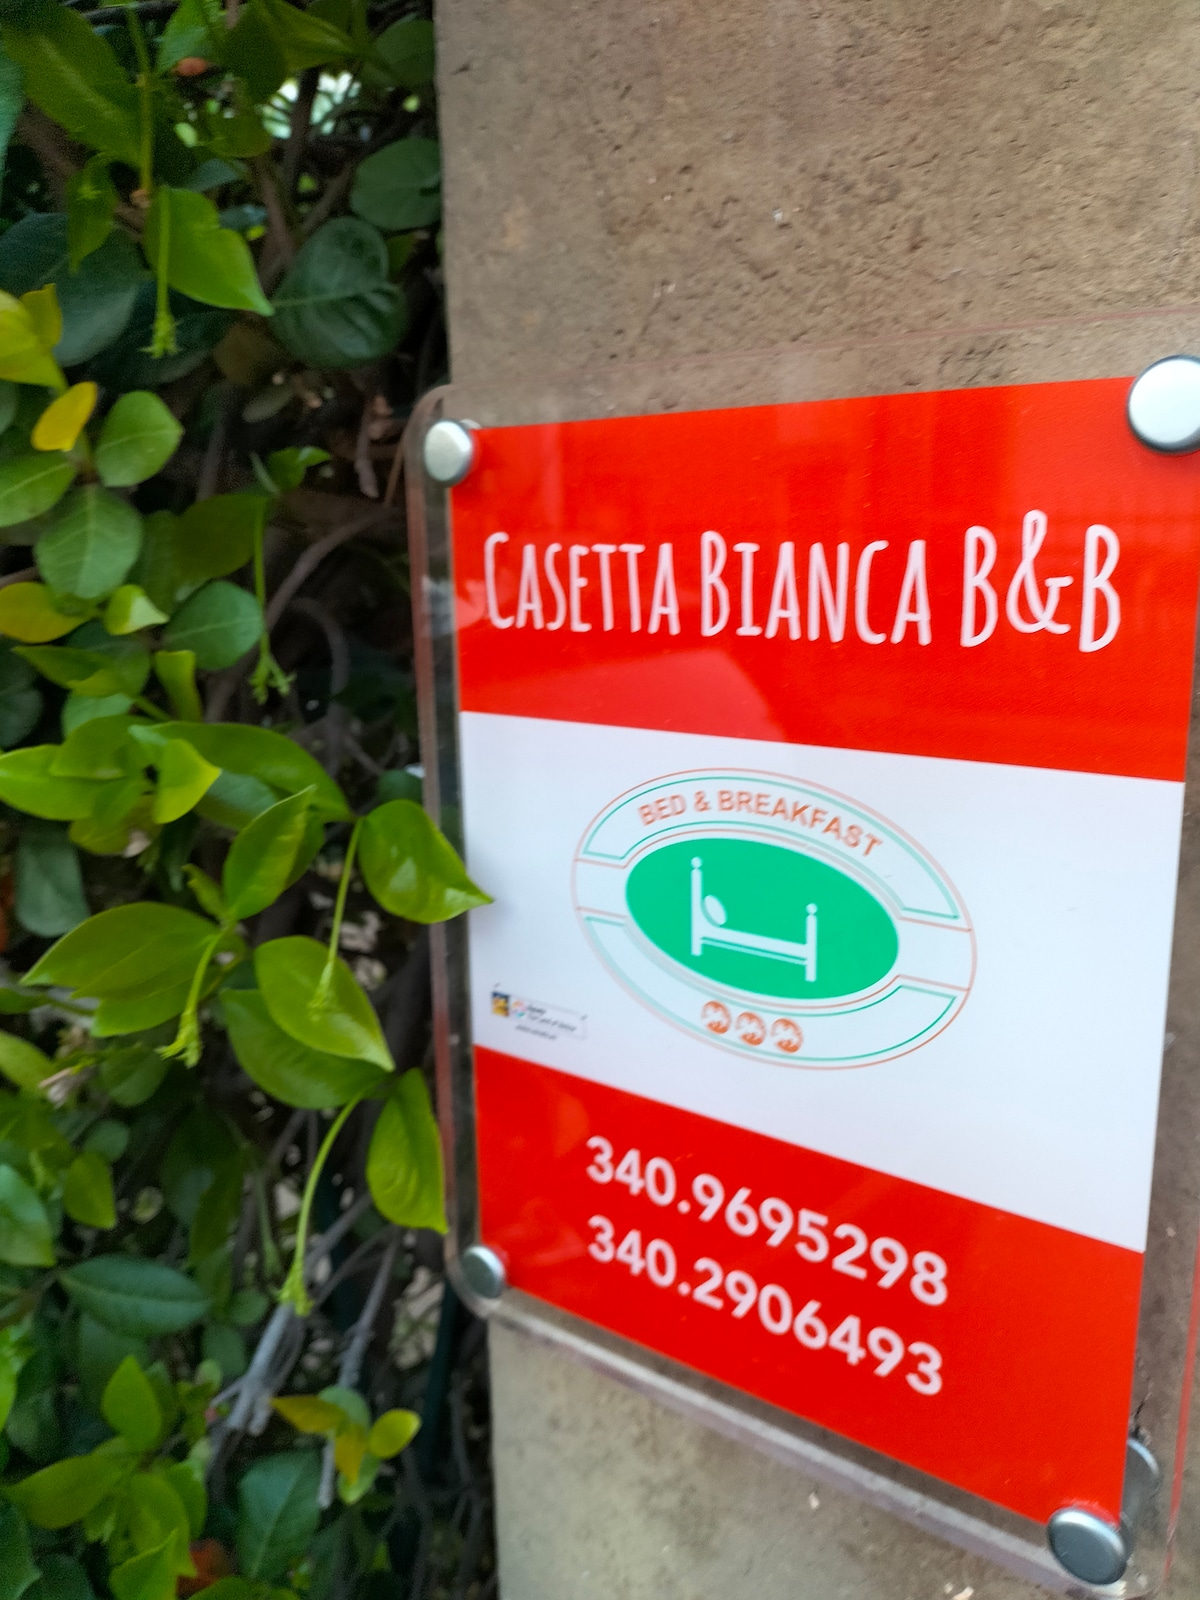 Casetta Bianca B&B
BED & BREAKFAST
340.9695298
340.2906493